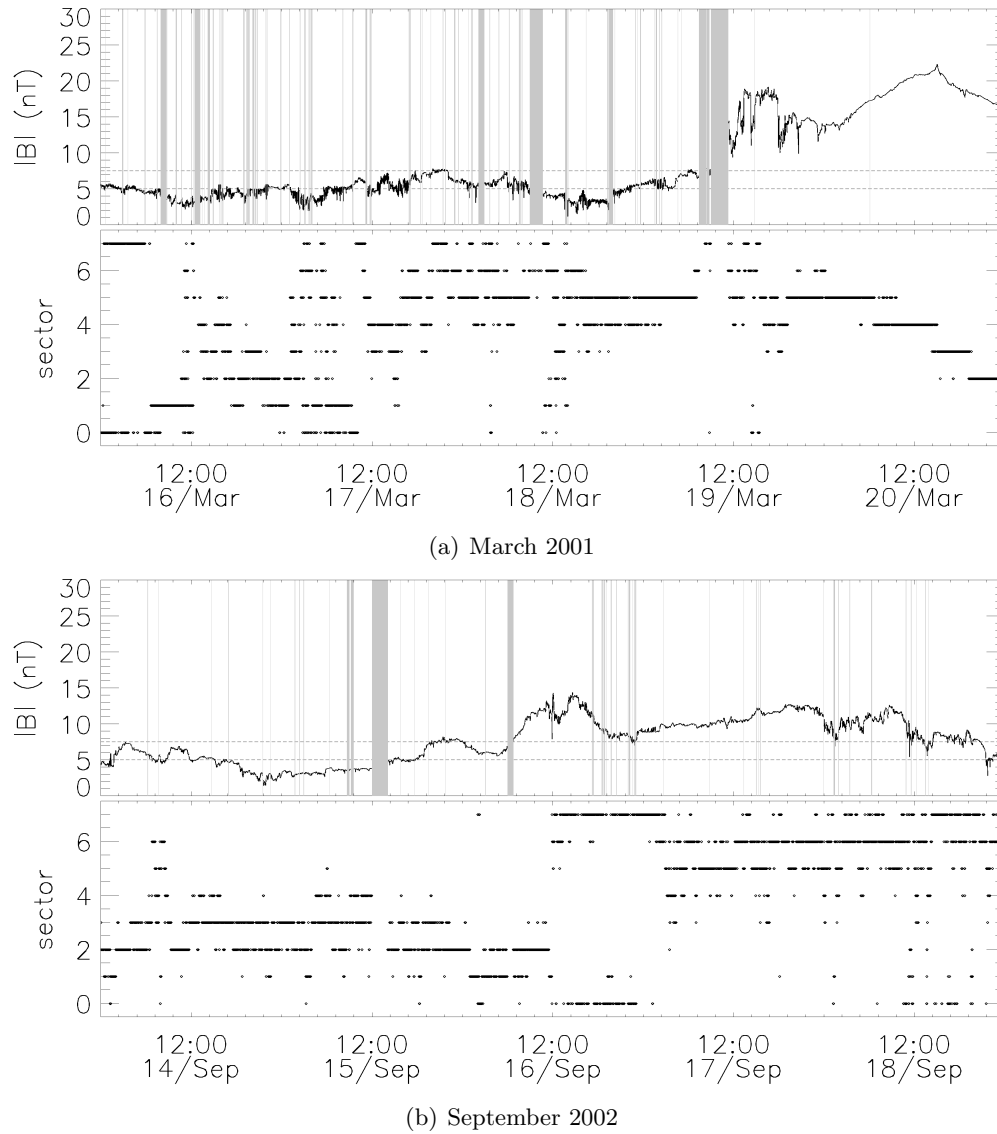 30
25
20
15
10
5
0
|B| (nT)
6
4
2
0
sector
12:00 12:00 12:00 12:00 12:00
16/Mar 17/Mar 18/Mar 19/Mar 20/Mar
(a) March 2001
30
25
20
15
10
5
0
|B| (nT)
6
4
2
0
sector
12:00 12:00 12:00 12:00 12:00
14/Sep 15/Sep 16/Sep 17/Sep 18/Sep
(b) September 2002